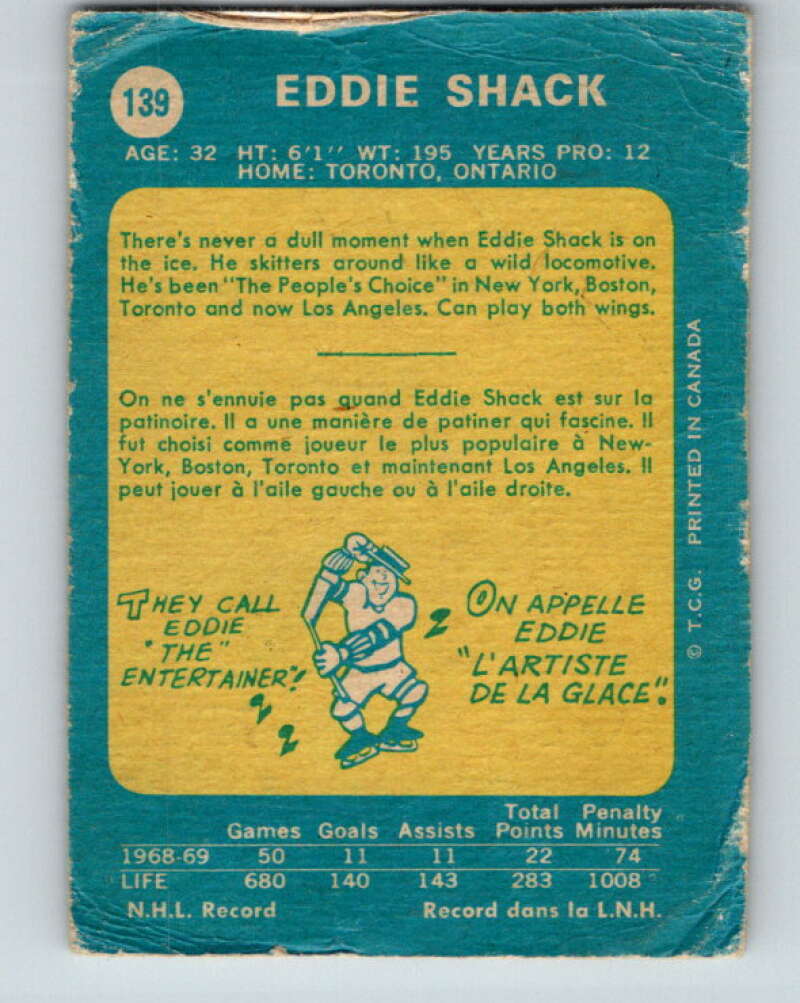 139
EDDIE SHACK
AGE: 32 HT: 6'1'' WT: 195 YEARS PRO: 12
HOME: TORONTO, ONTARIO
There's never a dull moment when Eddie Shack is on
the ice. He skitters around like a wild locomotive.
He's been "The People's Choice" in New York, Boston,
Toronto and now Los Angeles. Can play both wings.
On ne s'ennuie pas quand Eddie Shack est sur la
patinoire. Il a une manière de patiner qui fascine. Il
fut choisi comme joueur le plus populaire à New-
York, Boston, Toronto et maintenant Los Angeles. Il
peut jouer à l'aile gauche ou à l'aile droite.
THEY CALL
EDDIE
"THE"
ENTERTAINER!
ON APPELLE
EDDIE
"L'ARTISTE
DE LA GLACE".
© T.C.G. PRINTED IN CANADA
Total Penalty
Games Goals Assists Points Minutes
1968-69 50 11 11 22 74
LIFE 680 140 143 283 1008
N.H.L. Record Record dans la L.N.H.